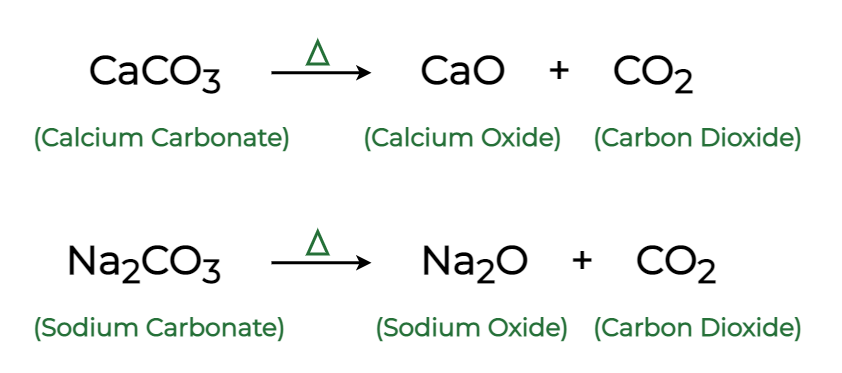 Δ
CaCO₃ → CaO + CO₂
(Calcium Carbonate) (Calcium Oxide) (Carbon Dioxide)
Δ
Na₂CO₃ → Na₂O + CO₂
(Sodium Carbonate) (Sodium Oxide) (Carbon Dioxide)